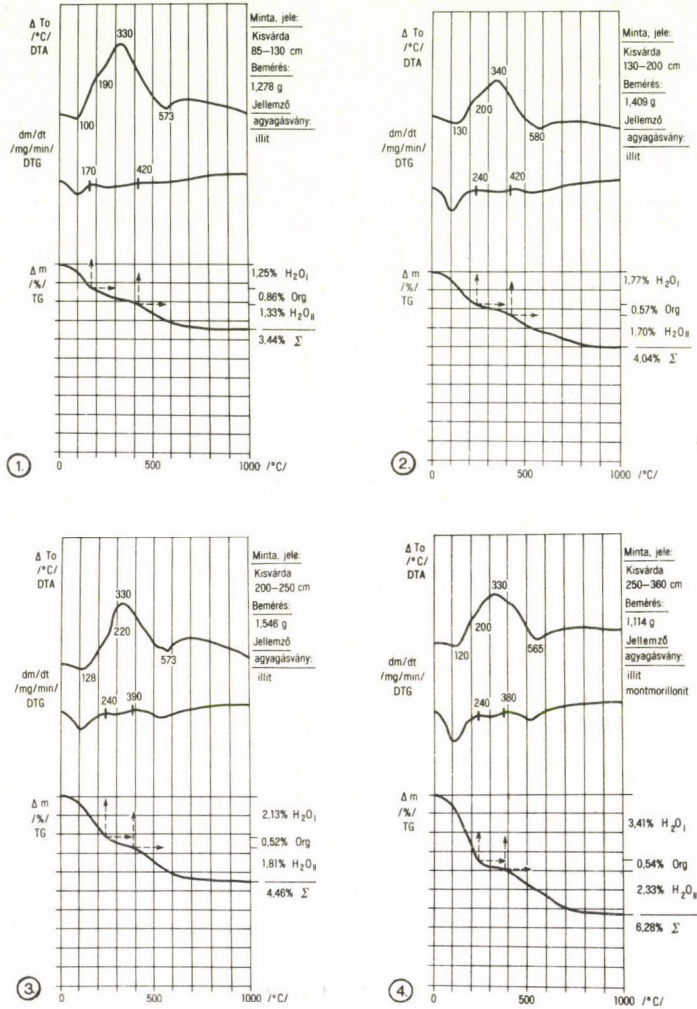 Δ To
/°C/
DTA
330
190
100
573
Minta, jele:
Kisvárda
85–130 cm
Bemérés:
1,278 g
Jellemző
agyagásvány:
illit
dm/dt
/mg/min/
DTG
170
420
Δ m
/%/
TG
1,25% H₂O_I
0,86% Org
1,33% H₂O_II
3,44% Σ
1.
0 500 1000 /°C/
Δ To
/°C/
DTA
340
200
130
580
Minta, jele:
Kisvárda
130–200 cm
Bemérés:
1,409 g
Jellemző
agyagásvány:
illit
dm/dt
/mg/min/
DTG
240
420
Δ m
/%/
TG
1,77% H₂O_I
0,57% Org
1,70% H₂O_II
4,04% Σ
2.
0 500 1000 /°C/
Δ To
/°C/
DTA
330
220
128
573
Minta, jele:
Kisvárda
200–250 cm
Bemérés:
1,546 g
Jellemző
agyagásvány:
illit
dm/dt
/mg/min/
DTG
240
390
Δ m
/%/
TG
2,13% H₂O_I
0,52% Org
1,81% H₂O_II
4,46% Σ
3.
0 500 1000 /°C/
Δ To
/°C/
DTA
330
200
120
565
Minta, jele:
Kisvárda
250–360 cm
Bemérés:
1,114 g
Jellemző
agyagásvány:
illit
montmorillonit
dm/dt
/mg/min/
DTG
240
380
Δ m
/%/
TG
3,41% H₂O_I
0,54% Org
2,33% H₂O_II
6,28% Σ
4.
0 500 1000 /°C/